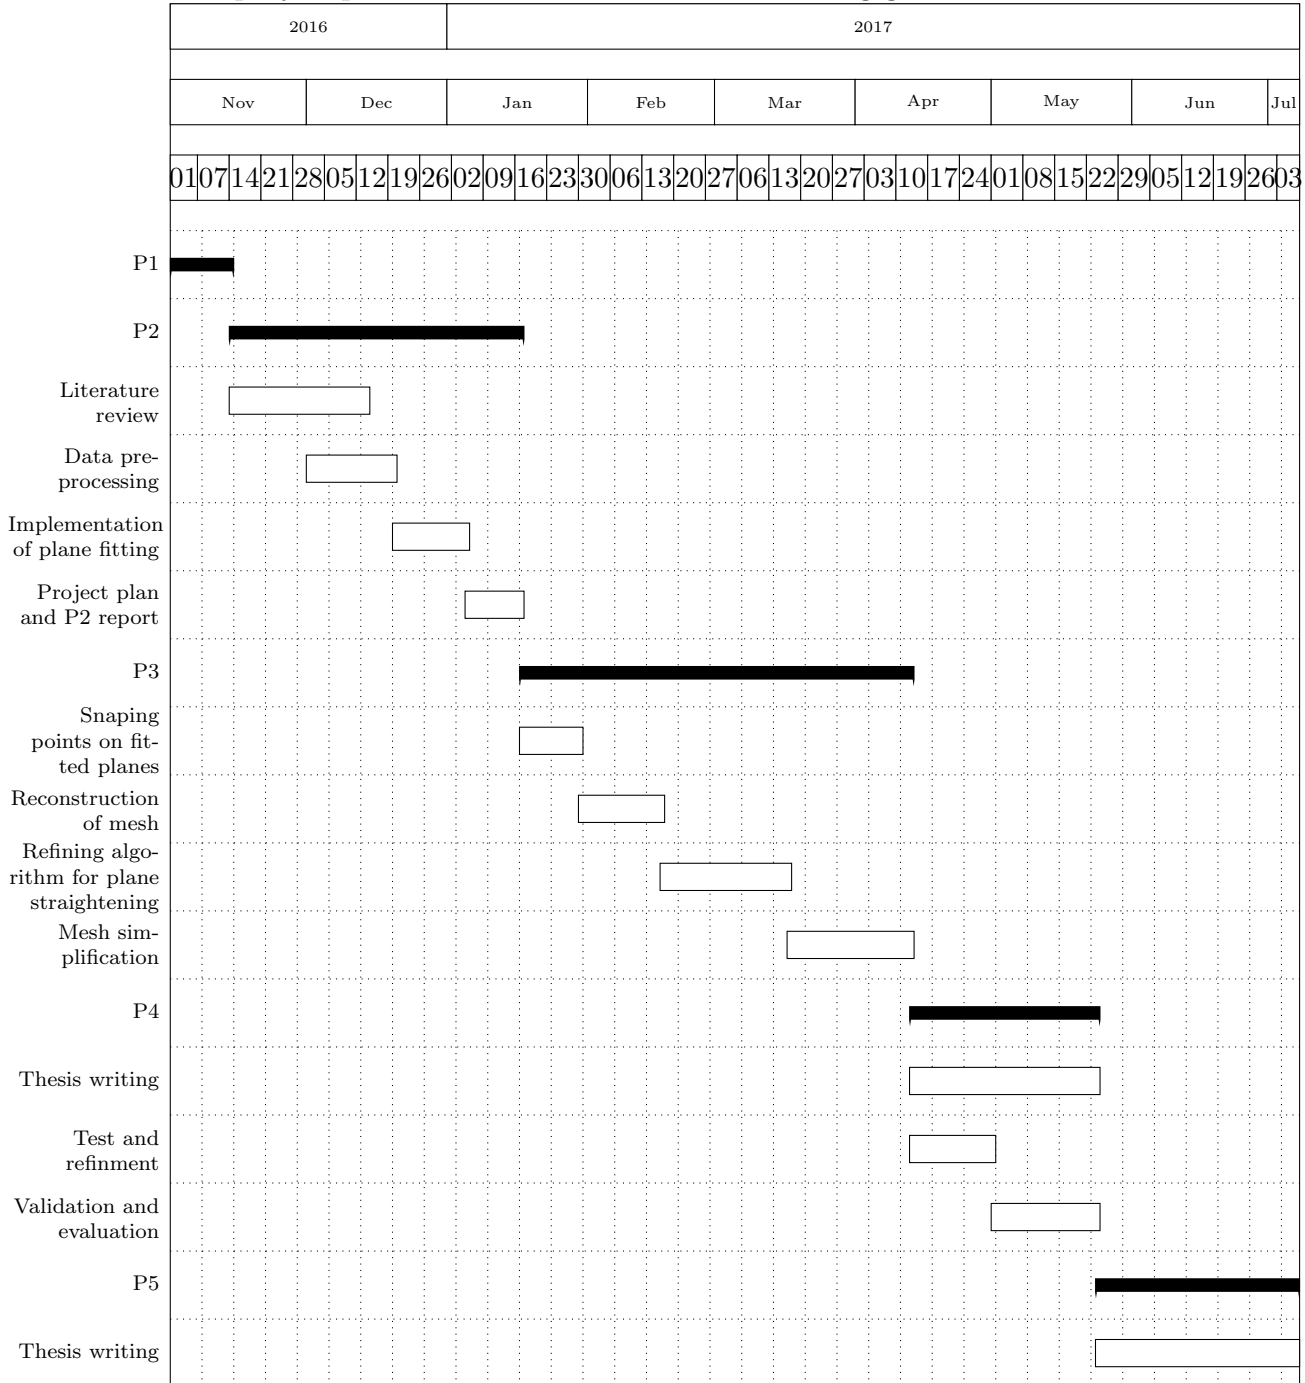 2016 2017
Nov Dec Jan Feb Mar Apr May Jun Jul
01 07 14 21 28 05 12 19 26 02 09 16 23 30 06 13 20 27 06 13 20 27 03 10 17 24 01 08 15 22 29 05 12 19 26 03
P1
P2
Literature
review
Data pre-
processing
Implementation
of plane fitting
Project plan
and P2 report
P3
Snaping
points on fit-
ted planes
Reconstruction
of mesh
Refining algo-
rithm for plane
straightening
Mesh sim-
plification
P4
Thesis writing
Test and
refinment
Validation and
evaluation
P5
Thesis writing